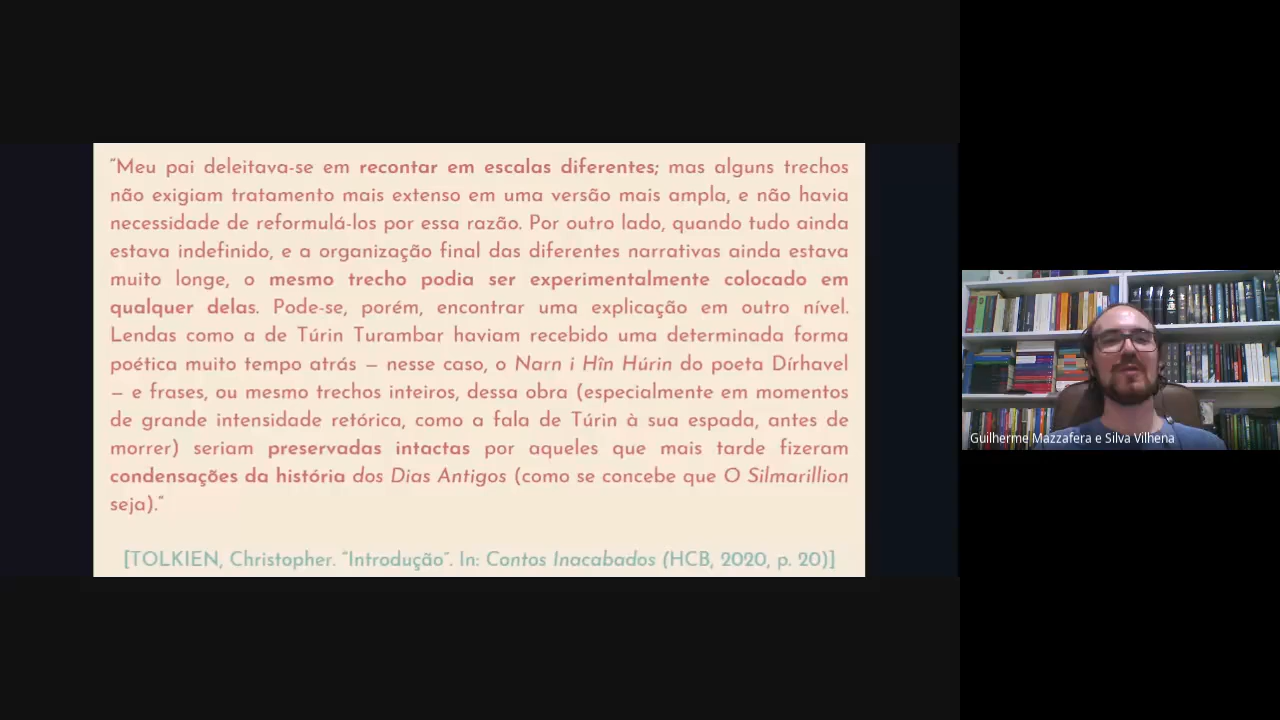 “Meu pai deleitava-se em recontar em escalas diferentes; mas alguns trechos
não exigiam tratamento mais extenso em uma versão mais ampla, e não havia
necessidade de reformulá-los por essa razão. Por outro lado, quando tudo ainda
estava indefinido, e a organização final das diferentes narrativas ainda estava
muito longe, o mesmo trecho podia ser experimentalmente colocado em
qualquer delas. Pode-se, porém, encontrar uma explicação em outro nível.
Lendas como a de Túrin Turambar haviam recebido uma determinada forma
poética muito tempo atrás – nesse caso, o Narn i Hîn Húrin do poeta Dírhavel
– e frases, ou mesmo trechos inteiros, dessa obra (especialmente em momentos
de grande intensidade retórica, como a fala de Túrin à sua espada, antes de
morrer) seriam preservadas intactas por aqueles que mais tarde fizeram
condensações da história dos Dias Antigos (como se concebe que O Silmarillion
seja).”
[TOLKIEN, Christopher. “Introdução”. In: Contos Inacabados (HCB, 2020, p. 20)]
Guilherme Mazzafera e Silva Vilhena